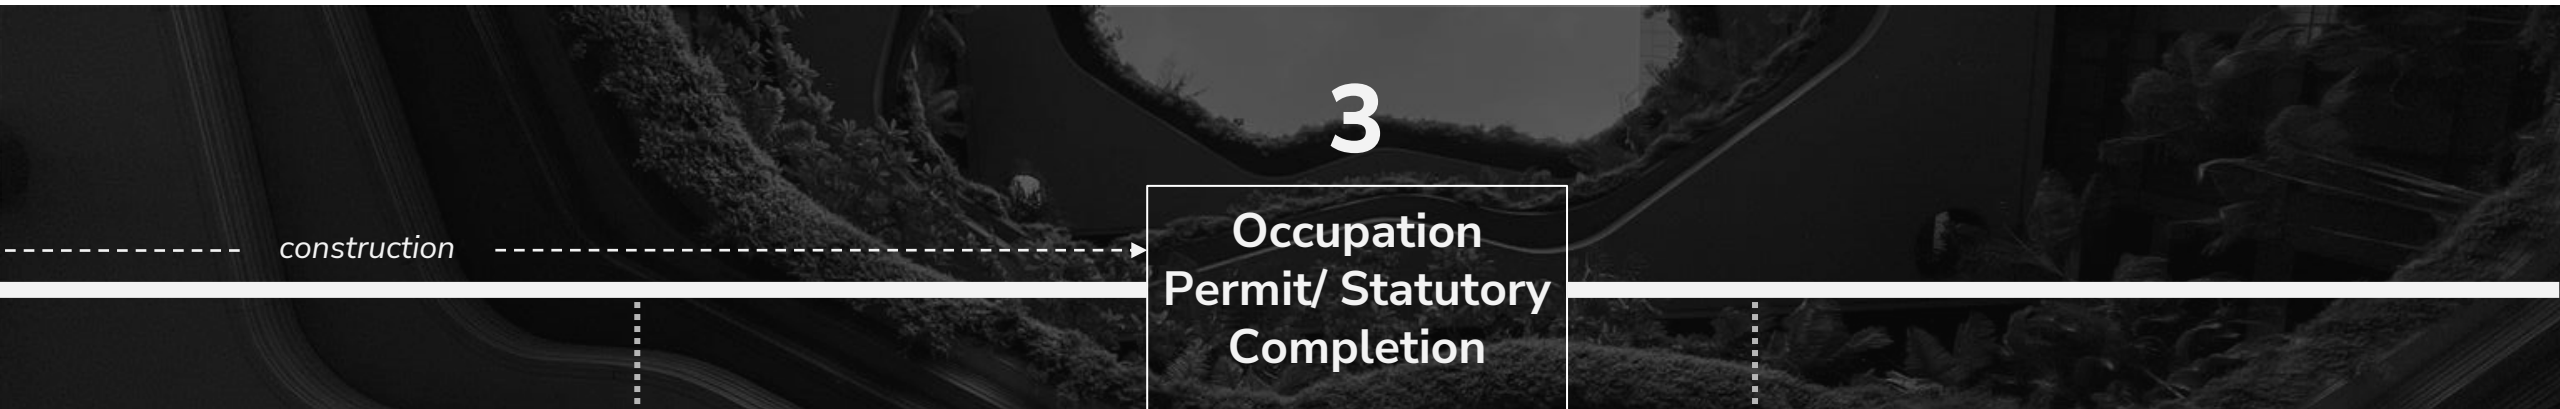 3
construction
Occupation
Permit/ Statutory
Completion